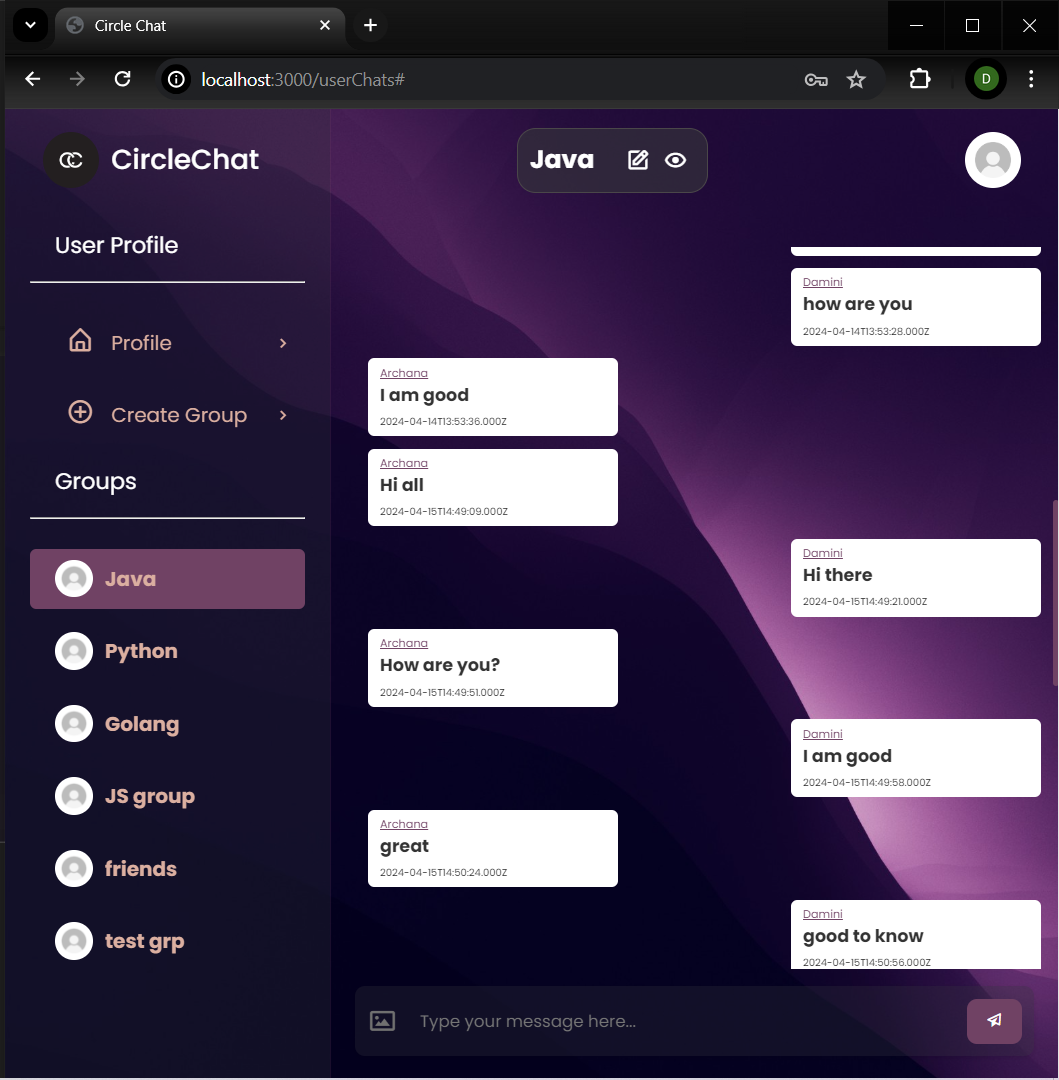 Circle Chat
localhost:3000/userChats#
D
CircleChat
User Profile
Profile
Create Group
Groups
Java
Python
Golang
JS group
friends
test grp
Java
Damini
how are you
2024-04-14T13:53:28.000Z
Archana
I am good
2024-04-14T13:53:36.000Z
Archana
Hi all
2024-04-15T14:49:09.000Z
Damini
Hi there
2024-04-15T14:49:21.000Z
Archana
How are you?
2024-04-15T14:49:51.000Z
Damini
I am good
2024-04-15T14:49:58.000Z
Archana
great
2024-04-15T14:50:24.000Z
Damini
good to know
2024-04-15T14:50:56.000Z
Type your message here...